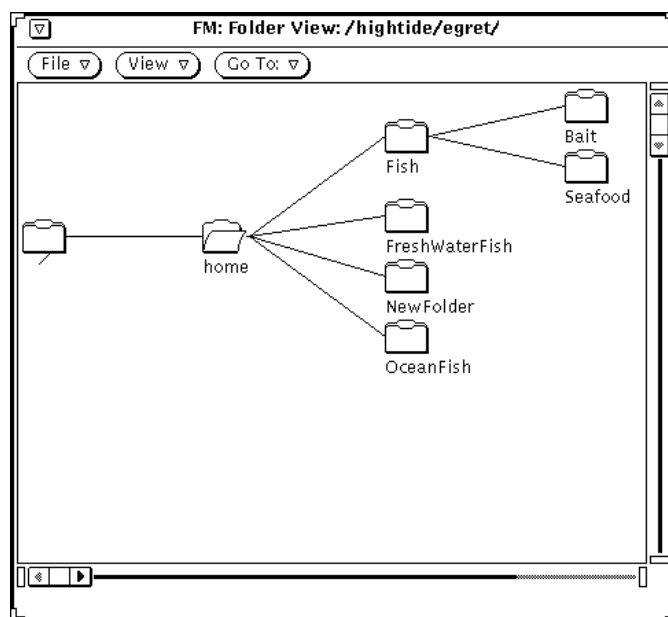 FM: Folder View: /hightide/egret/
File View Go To:
Bait
Fish
Seafood
FreshWaterFish
/
home
NewFolder
OceanFish